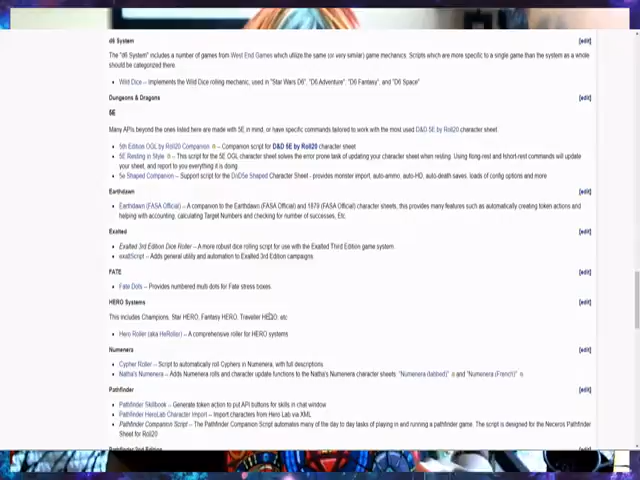 d6 System [edit]
The "d6 System" includes a number of games from West End Games which utilize the same (or very similar) game mechanics. Scripts which are more specific to a single game than the system as a whole
should be categorized there.
Wild Dice – Implements the Wild Dice rolling mechanic, used in "Star Wars D6", "D6 Adventure", "D6 Fantasy", and "D6 Space"
Dungeons & Dragons [edit]
5E
Many APIs beyond the ones listed here are made with 5E in mind, or have specific commands tailored to work with the most used D&D 5E by Roll20 character sheet.
5th Edition OGL by Roll20 Companion – Companion script for D&D 5E by Roll20 character sheet
5E Resting in Style – This script for the 5E OGL character sheet solves the error prone task of updating your character sheet when resting. Using !long-rest and !short-rest commands will update
your sheet, and report to you everything it is doing
5e Shaped Companion – Support script for the DnD5e Shaped Character Sheet - provides monster import, auto-ammo, auto-HD, auto-death saves, loads of config options and more
Earthdawn [edit]
Earthdawn (FASA Official) – A companion to the Earthdawn (FASA Official) and 1879 (FASA Official) character sheets, this provides many features such as automatically creating token actions and
helping with accounting, calculating Target Numbers and checking for number of successes, Etc.
Exalted [edit]
Exalted 3rd Edition Dice Roller – A more robust dice rolling script for use with the Exalted Third Edition game system.
exaltScript – Adds general utility and automation to Exalted 3rd Edition campaigns
FATE [edit]
Fate Dots – Provides numbered multi dots for Fate stress boxes.
HERO Systems [edit]
This includes Champions, Star HERO, Fantasy HERO, Traveller HERO, etc
Hero Roller (aka HeRoller) – A comprehensive roller for HERO systems
Numenera [edit]
Cypher Roller – Script to automatically roll Cyphers in Numenera, with full descriptions
Natha's Numenera – Adds Numenera rolls and character update functions to the Natha's Numenera character sheets: "Numenera (tabbed)" and "Numenera (French)"
Pathfinder [edit]
Pathfinder Skillbook – Generate token action to put API buttons for skills in chat window
Pathfinder HeroLab Character Import – Import characters from Hero Lab via XML
Pathfinder Companion Script – The Pathfinder Companion Script automates many of the day to day tasks of playing in and running a pathfinder game. The script is designed for the Neceros Pathfinder
Sheet for Roll20
Pathfinder 2nd Edition